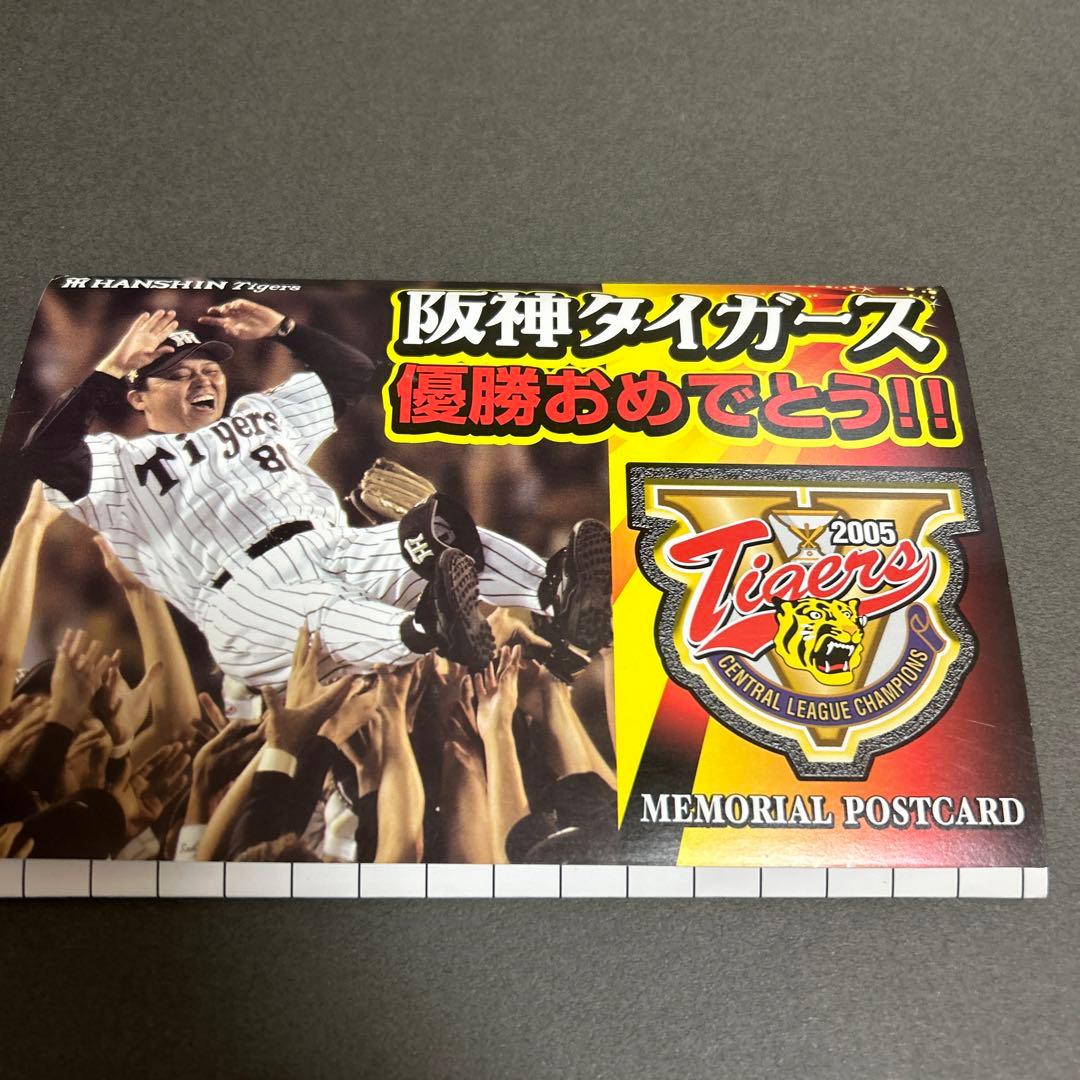 HANSHIN Tigers
阪神タイガース
優勝おめでとう!!
Tigers
2005
Tigers
CENTRAL LEAGUE CHAMPIONS
MEMORIAL POSTCARD